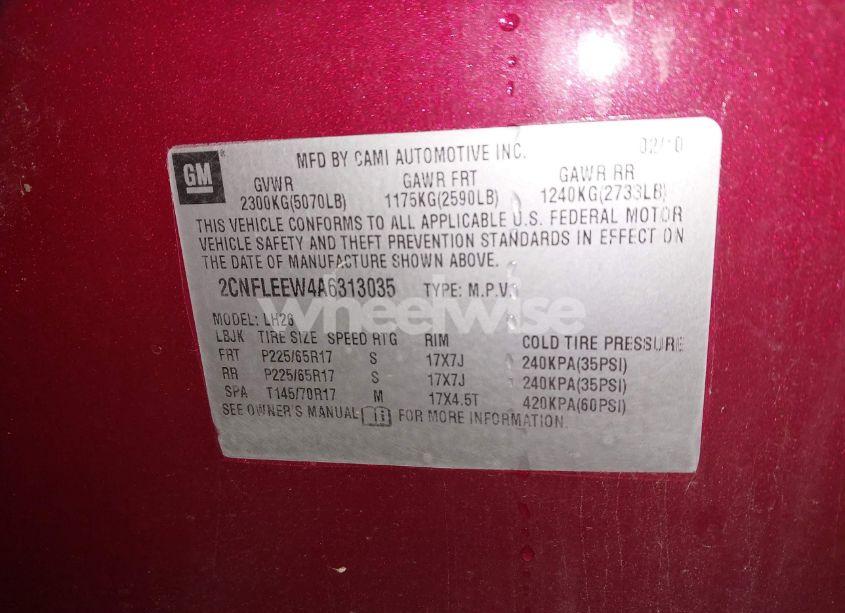 GM
MFD BY CAMI AUTOMOTIVE INC. 02/10
GVWR GAWR FRT GAWR RR
2300KG(5070LB) 1175KG(2590LB) 1240KG(2733LB)
THIS VEHICLE CONFORMS TO ALL APPLICABLE U.S. FEDERAL MOTOR
VEHICLE SAFETY AND THEFT PREVENTION STANDARDS IN EFFECT ON
THE DATE OF MANUFACTURE SHOWN ABOVE.
2CNFLEEW4A6313035 TYPE: M.P.V.
wheelwise
MODEL: LH26
LBJK TIRE SIZE SPEED RTG RIM COLD TIRE PRESSURE
FRT P225/65R17 S 17X7J 240KPA(35PSI)
RR P225/65R17 S 17X7J 240KPA(35PSI)
SPA T145/70R17 M 17X4.5T 420KPA(60PSI)
SEE OWNER'S MANUAL FOR MORE INFORMATION.